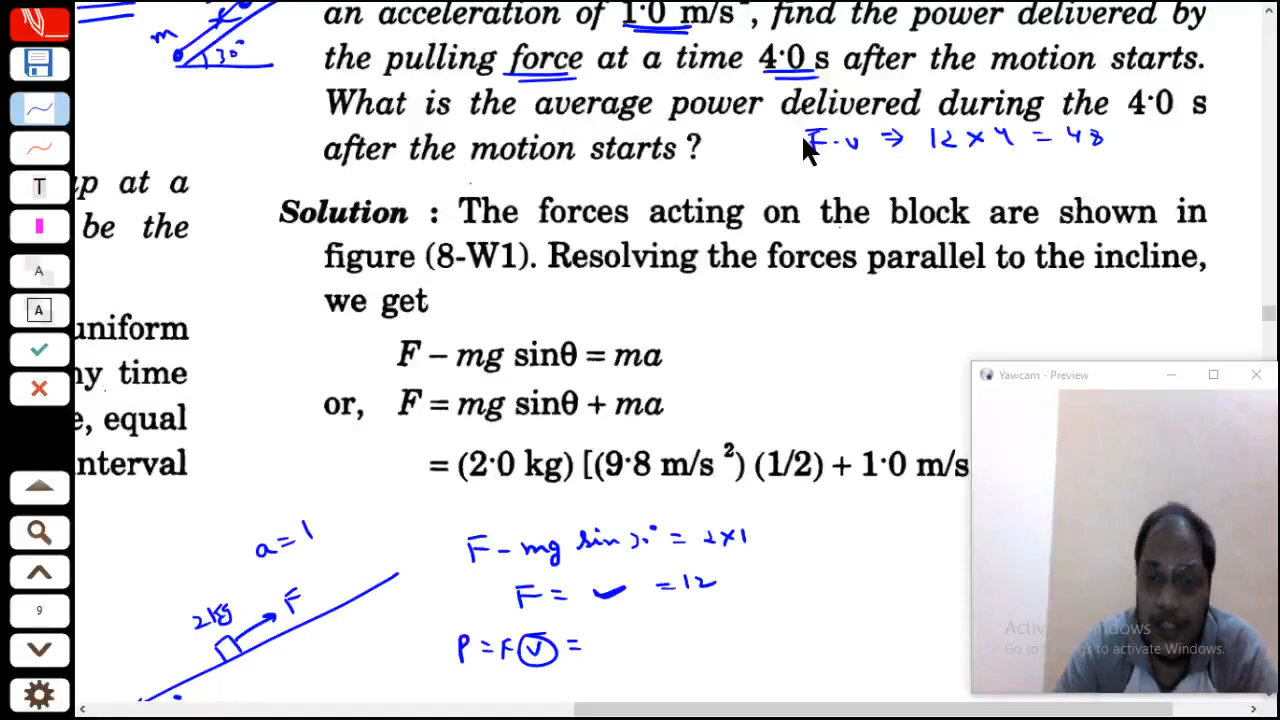 an acceleration of 1·0 m/s², find the power delivered by
the pulling force at a time 4·0 s after the motion starts.
What is the average power delivered during the 4·0 s
after the motion starts ?
F·v ⇒ 12 × 4 = 48
m
30°
up at a
be the
Solution : The forces acting on the block are shown in
figure (8-W1). Resolving the forces parallel to the incline,
we get
F – mg sinθ = ma
or, F = mg sinθ + ma
= (2·0 kg) [(9·8 m/s ²) (1/2) + 1·0 m/s
uniform
ny time
e, equal
nterval
a = 1
2kg
F
F – mg sin 30° = 2×1
F = = 12
P = F v =
Yawcam - Preview
Activate Windows
Go to Settings to activate Windows.
T
A
A
9